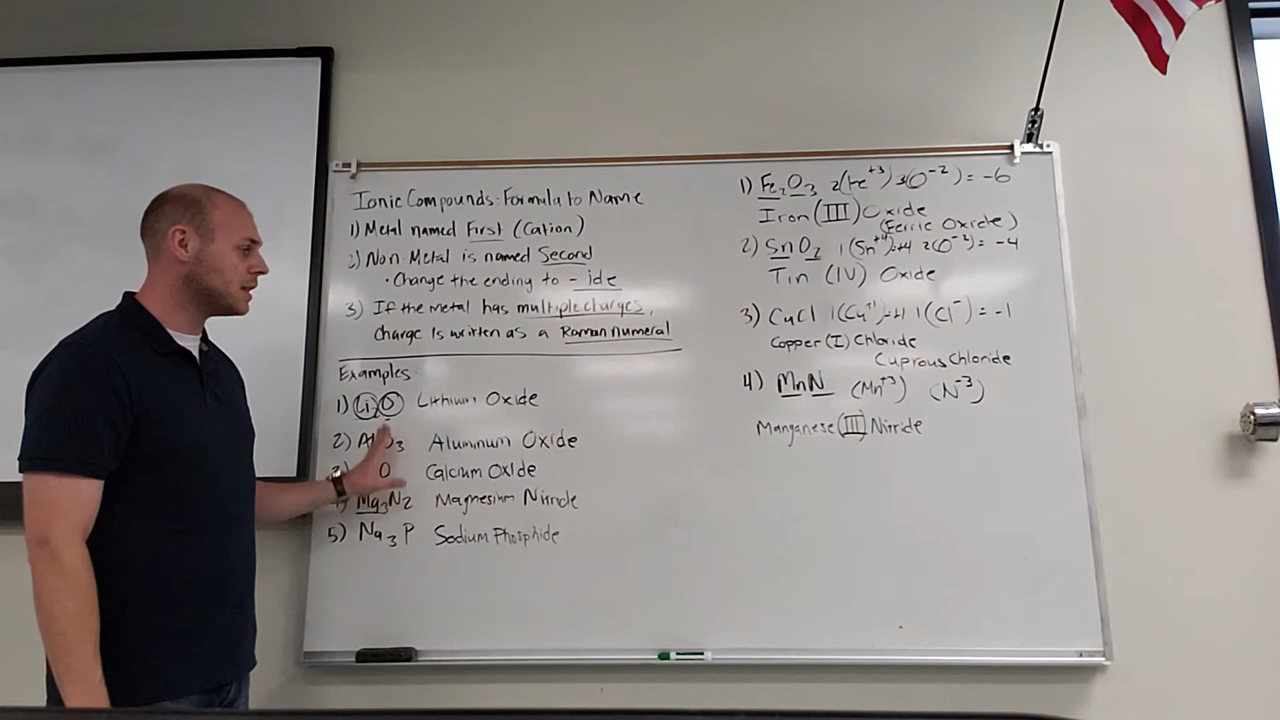 Ionic Compounds: Formula to Name
1) Metal named First (Cation)
2) Non Metal is named Second
• Change the ending to - ide
3) If the metal has multiple charges,
charge is written as a Roman numeral
Examples
1) Li₂O Lithium Oxide
2) Al O₃ Aluminum Oxide
3) O Calcium Oxide
4) Mg₃N₂ Magnesium Nitride
5) Na₃P Sodium Phosphide
1) Fe₂O₃ 2(Fe⁺³) 3(O⁻²) = -6
Iron (III) Oxide
(Ferric Oxide)
2) SnO₂ 1(Sn⁺⁴)=+4 2(O⁻²) = -4
Tin (IV) Oxide
3) CuCl 1(Cu⁺¹)=+1 1(Cl⁻) = -1
Copper (I) Chloride
Cuprous Chloride
4) MnN (Mn⁺³) (N⁻³)
Manganese (III) Nitride